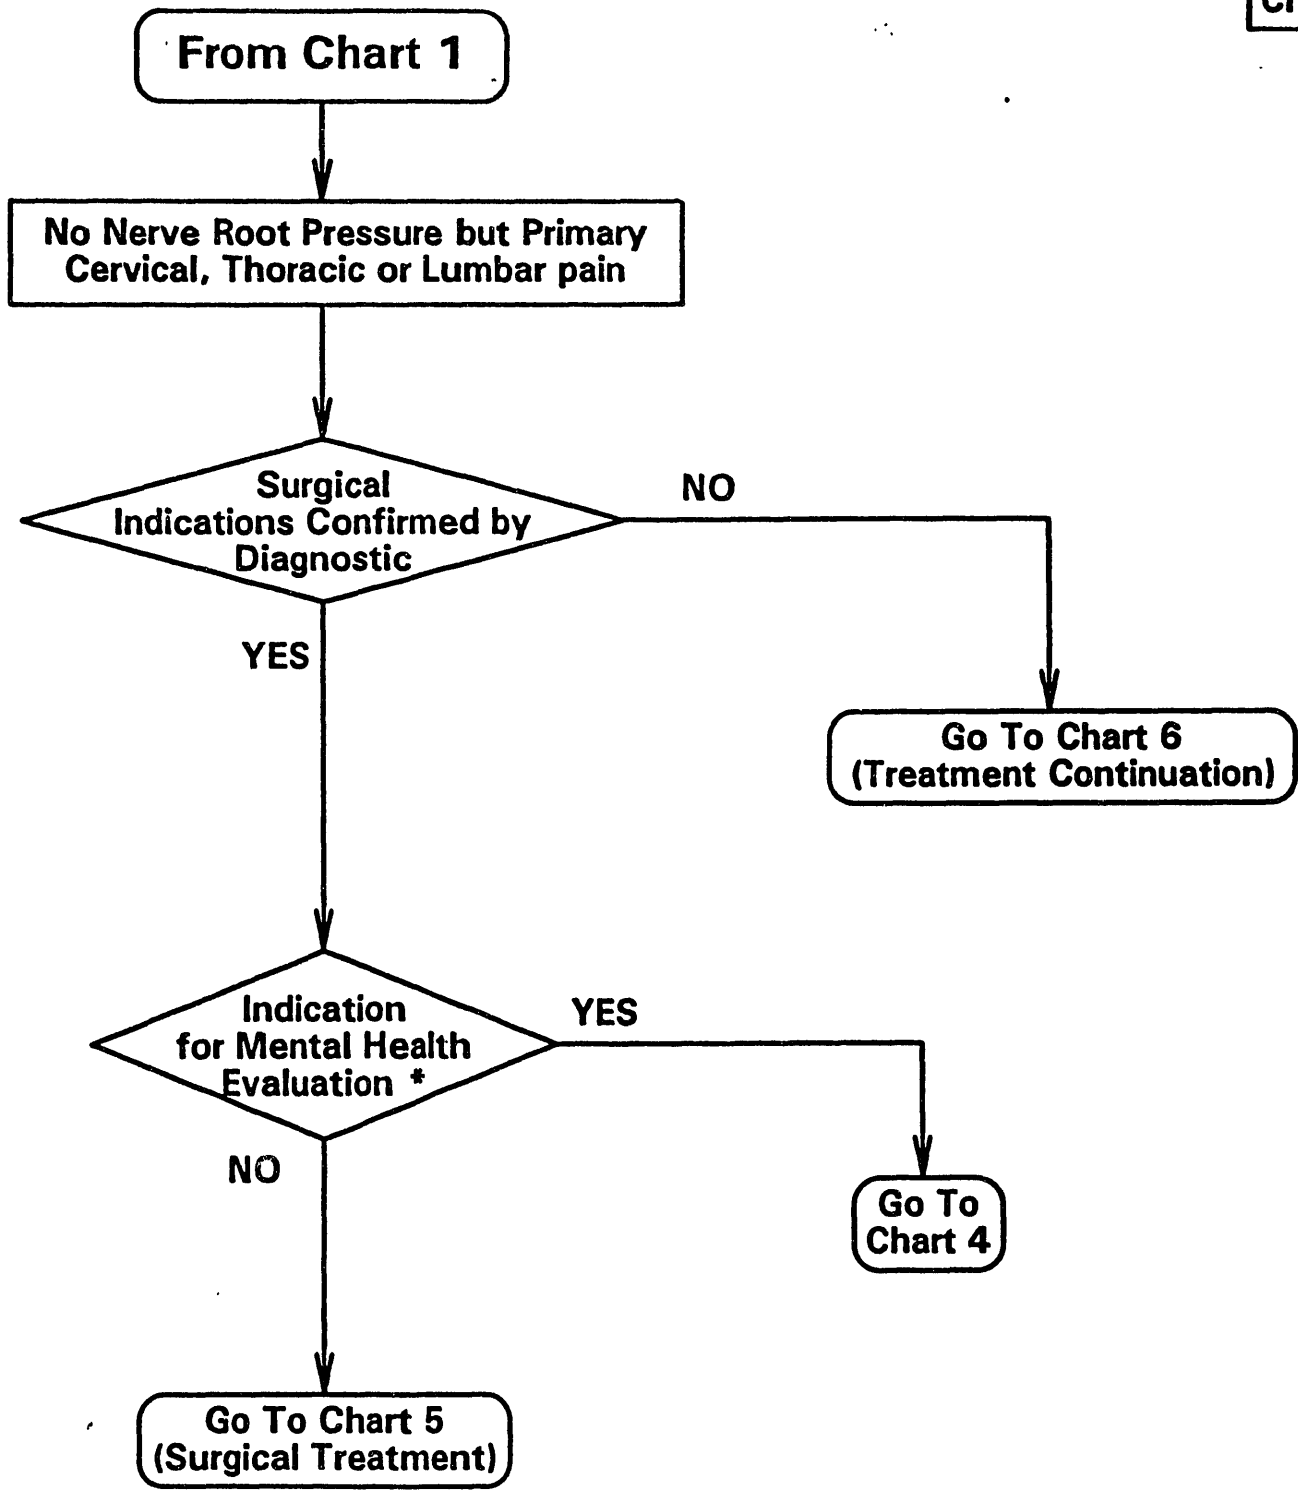 From Chart 1
No Nerve Root Pressure but Primary
Cervical, Thoracic or Lumbar pain
Surgical
Indications Confirmed by
Diagnostic
NO
YES
Go To Chart 6
(Treatment Continuation)
Indication
for Mental Health
Evaluation *
YES
NO
Go To
Chart 4
Go To Chart 5
(Surgical Treatment)